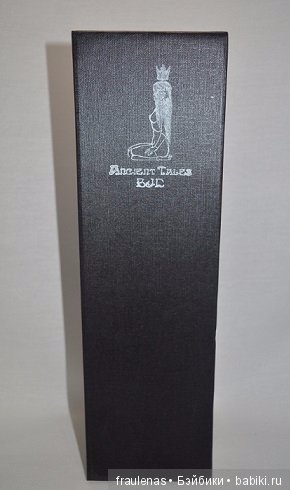 Ancient Tales
BJD
fraulenas • Бэйбики • babiki.ru